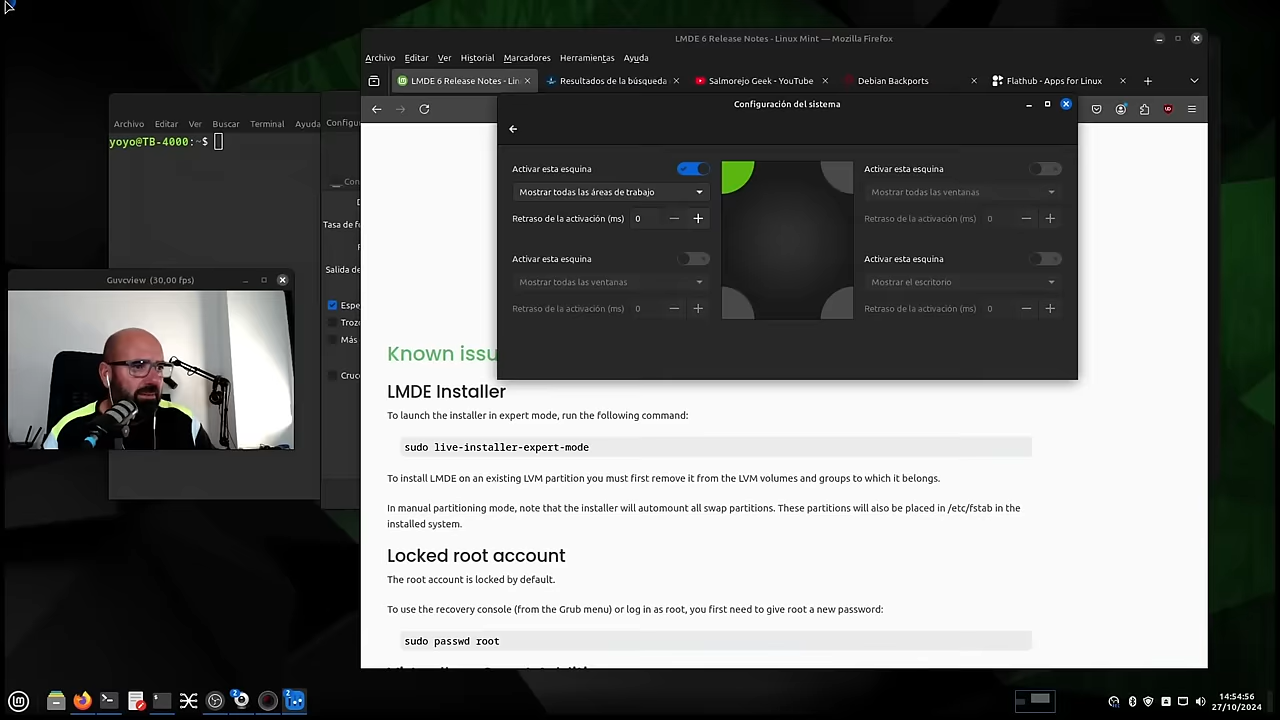 LMDE 6 Release Notes - Linux Mint — Mozilla Firefox
Archivo Editar Ver Historial Marcadores Herramientas Ayuda
LMDE 6 Release Notes - Lin
Resultados de la búsqueda
Salmorejo Geek - YouTube
Debian Backports
Flathub - Apps for Linux
Configuración del sistema
Archivo Editar Ver Buscar Terminal Ayuda
yoyo@TB-4000:~$
Configu
Con
Tasa de f
Salida de
Espe
Troz
Más
Cruc
Activar esta esquina
Mostrar todas las áreas de trabajo
Retraso de la activación (ms) 0
Activar esta esquina
Mostrar todas las ventanas
Retraso de la activación (ms) 0
Activar esta esquina
Mostrar todas las ventanas
Retraso de la activación (ms) 0
Activar esta esquina
Mostrar el escritorio
Retraso de la activación (ms) 0
Guvcview (30,00 fps)
Known issu
LMDE Installer
To launch the installer in expert mode, run the following command:
sudo live-installer-expert-mode
To install LMDE on an existing LVM partition you must first remove it from the LVM volumes and groups to which it belongs.
In manual partitioning mode, note that the installer will automount all swap partitions. These partitions will also be placed in /etc/fstab in the
installed system.
Locked root account
The root account is locked by default.
To use the recovery console (from the Grub menu) or log in as root, you first need to give root a new password:
sudo passwd root
2
2
14:54:56
27/10/2024